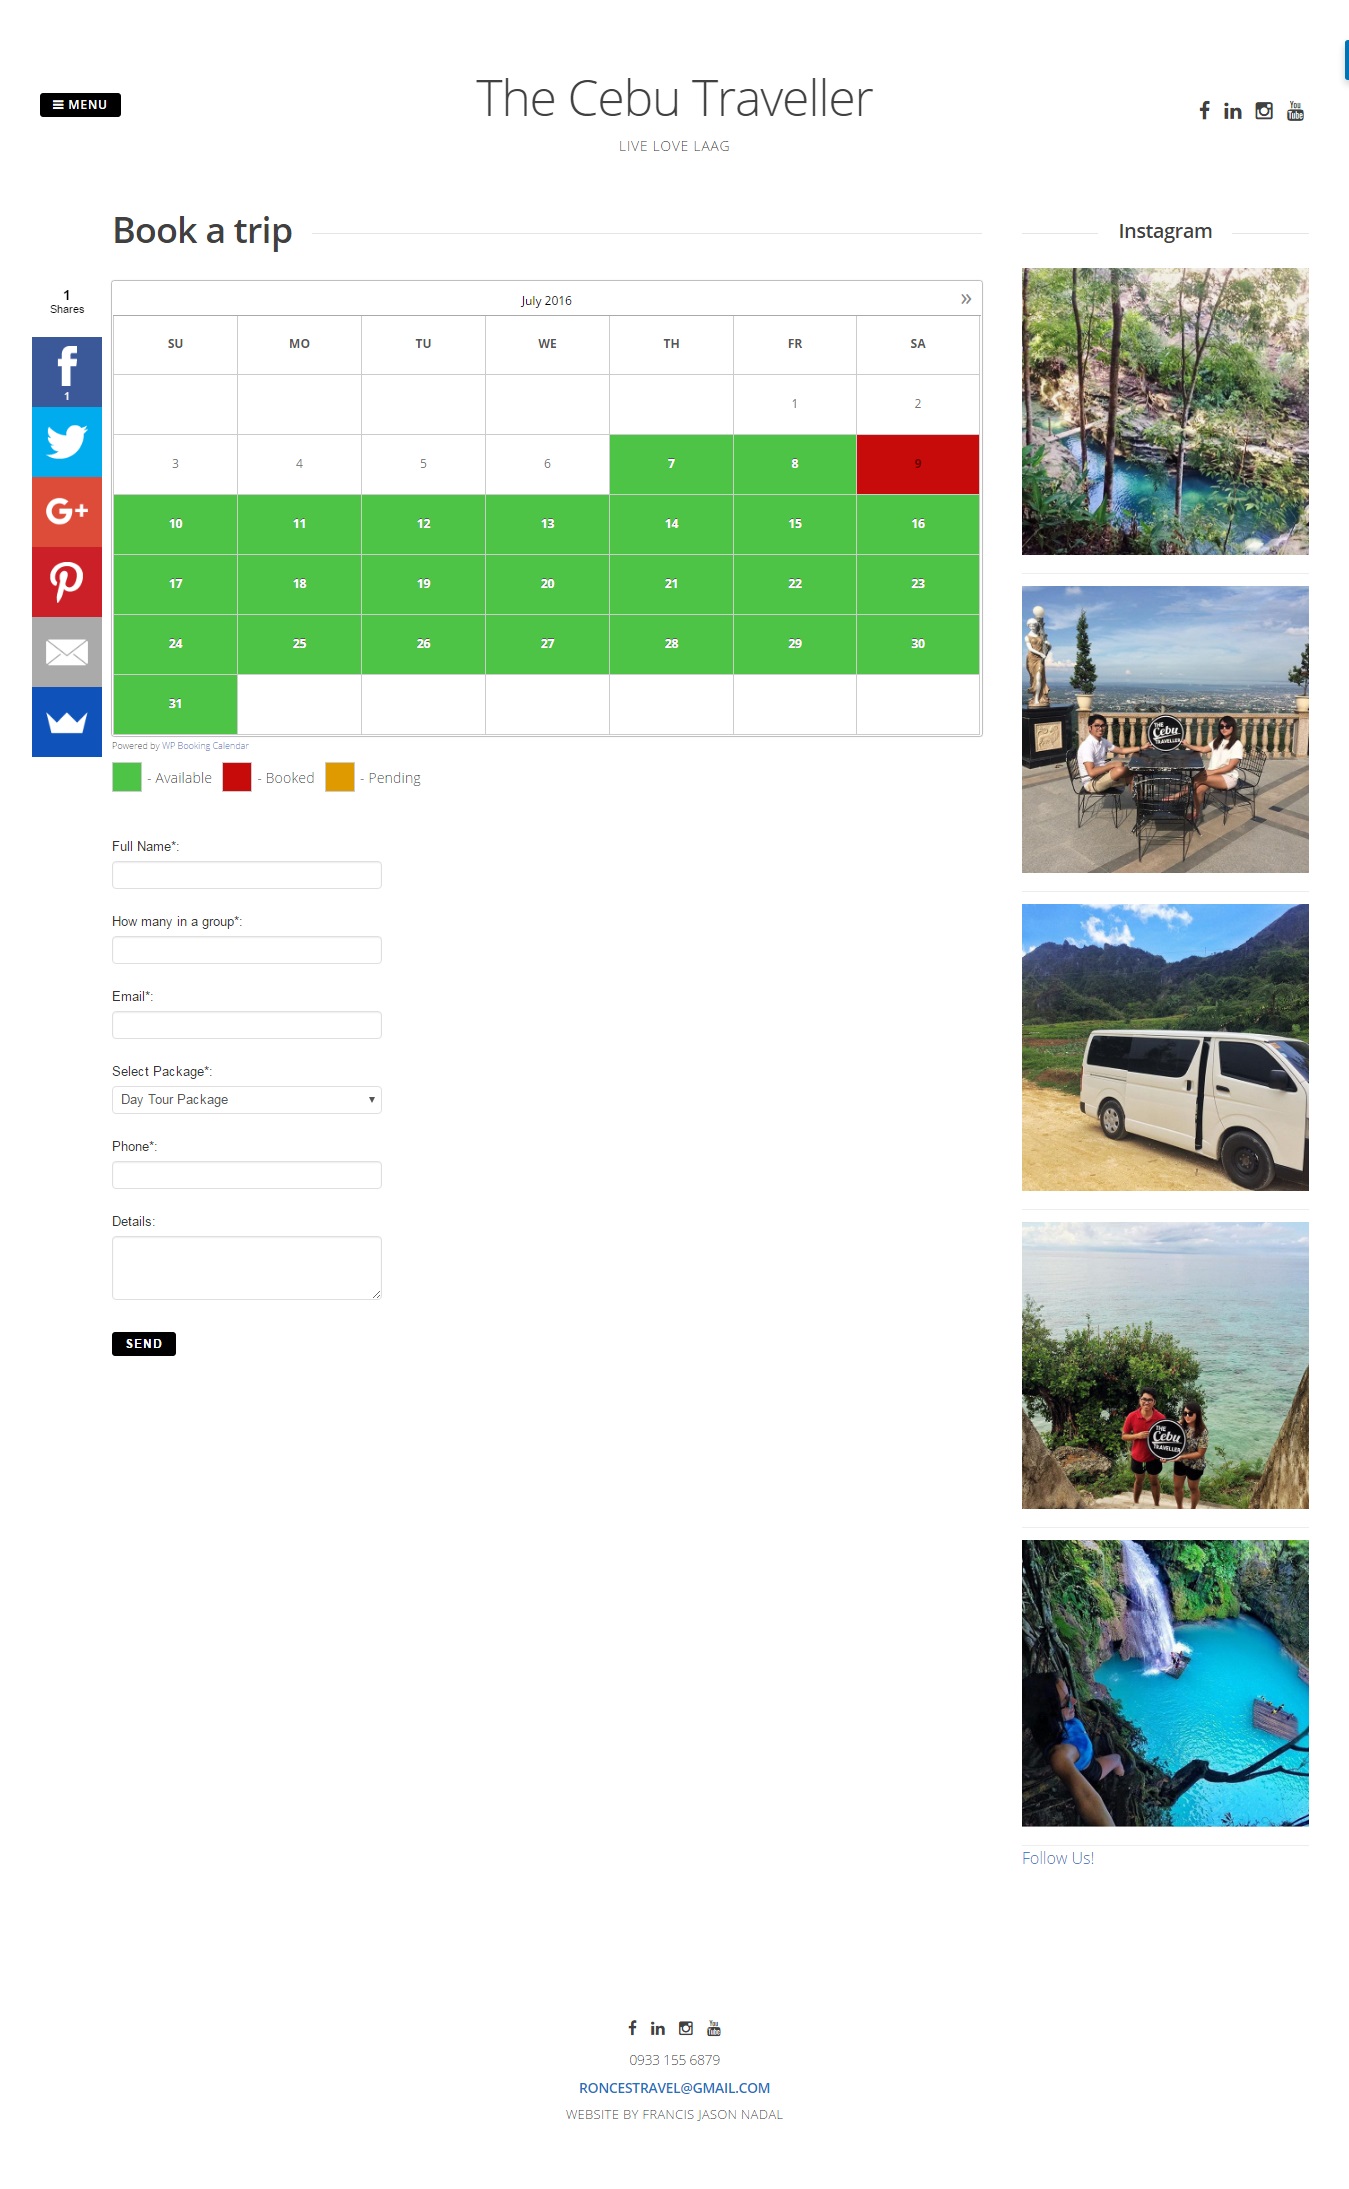 MENU
The Cebu Traveller
LIVE LOVE LAAG
You
Tube
Book a trip
Instagram
1
Shares
1
G+
July 2016 »
SU MO TU WE TH FR SA
1 2
3 4 5 6 7 8 9
10 11 12 13 14 15 16
17 18 19 20 21 22 23
24 25 26 27 28 29 30
31
Powered by WP Booking Calendar
- Available - Booked - Pending
Full Name*:
How many in a group*:
Email*:
Select Package*:
Day Tour Package
Phone*:
Details:
SEND
THE
Cebu
TRAVELLER
THE
Cebu
TRAVELLER
Follow Us!
You
Tube
0933 155 6879
RONCESTRAVEL@GMAIL.COM
WEBSITE BY FRANCIS JASON NADAL